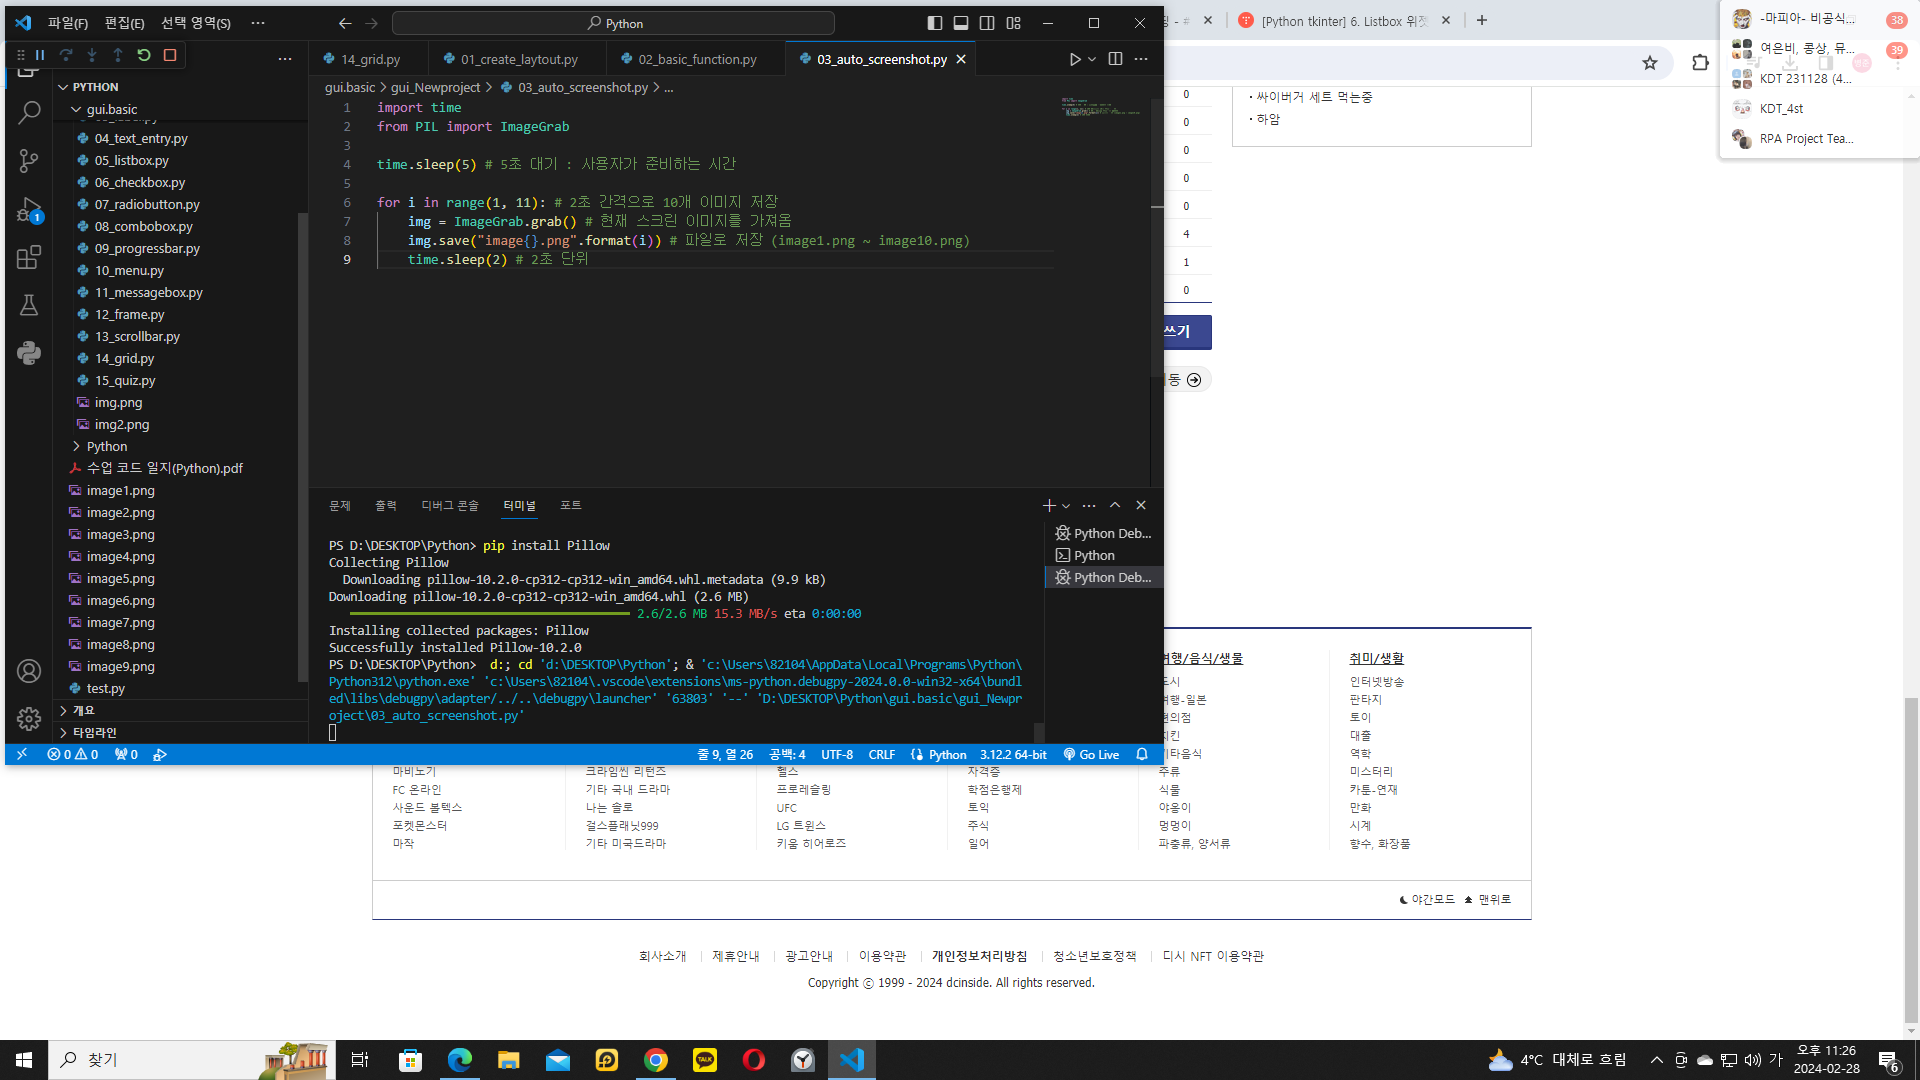 파일(F) 편집(E) 선택 영역(S) ···
Python
14_grid.py
01_create_laytout.py
02_basic_function.py
03_auto_screenshot.py
gui.basic > gui_Newproject > 03_auto_screenshot.py > ...
PYTHON
gui.basic
04_text_entry.py
05_listbox.py
06_checkbox.py
07_radiobutton.py
08_combobox.py
09_progressbar.py
10_menu.py
11_messagebox.py
12_frame.py
13_scrollbar.py
14_grid.py
15_quiz.py
img.png
img2.png
Python
수업 코드 일지(Python).pdf
image1.png
image2.png
image3.png
image4.png
image5.png
image6.png
image7.png
image8.png
image9.png
test.py
개요
타임라인
1 import time
2 from PIL import ImageGrab
3
4 time.sleep(5) # 5초 대기 : 사용자가 준비하는 시간
5
6 for i in range(1, 11): # 2초 간격으로 10개 이미지 저장
7 img = ImageGrab.grab() # 현재 스크린 이미지를 가져옴
8 img.save("image{}.png".format(i)) # 파일로 저장 (image1.png ~ image10.png)
9 time.sleep(2) # 2초 단위
문제 출력 디버그 콘솔 터미널 포트
PS D:\DESKTOP\Python> pip install Pillow
Collecting Pillow
Downloading pillow-10.2.0-cp312-cp312-win_amd64.whl.metadata (9.9 kB)
Downloading pillow-10.2.0-cp312-cp312-win_amd64.whl (2.6 MB)
2.6/2.6 MB 15.3 MB/s eta 0:00:00
Installing collected packages: Pillow
Successfully installed Pillow-10.2.0
PS D:\DESKTOP\Python>  d:; cd 'd:\DESKTOP\Python'; & 'c:\Users\82104\AppData\Local\Programs\Python\
Python312\python.exe' 'c:\Users\82104\.vscode\extensions\ms-python.debugpy-2024.0.0-win32-x64\bundl
ed\libs\debugpy\adapter/../..\debugpy\launcher' '63803' '--' 'D:\DESKTOP\Python\gui.basic\gui_Newpr
oject\03_auto_screenshot.py'
Python Deb...
Python
Python Deb...
1
0 0 0
줄 9, 열 26 공백: 4 UTF-8 CRLF Python 3.12.2 64-bit Go Live
[Python tkinter] 6. Listbox 위젯
-마피아- 비공식... 38
여은비, 콩상, 뮤... 39
KDT 231128 (4...
KDT_4st
RPA Project Tea...
0
0
0
0
0
4
1
0
· 싸이버거 세트 먹는중
· 하암
쓰기
동
여행/음식/생물
도시
여행-일본
편의점
치킨
기타음식
주류
식물
야옹이
멍멍이
파충류, 양서류
취미/생활
인터넷방송
판타지
토이
대출
역학
미스터리
카툰-연재
만화
시계
향수, 화장품
마비노기
FC 온라인
사운드 볼텍스
포켓몬스터
마작
크라임씬 리턴즈
기타 국내 드라마
나는 솔로
걸스플래닛999
기타 미국드라마
헬스
프로레슬링
UFC
LG 트윈스
키움 히어로즈
자격증
학점은행제
토익
주식
일어
야간모드 맨위로
회사소개 제휴안내 광고안내 이용약관 개인정보처리방침 청소년보호정책 디시 NFT 이용약관
Copyright ⓒ 1999 - 2024 dcinside. All rights reserved.
찾기
TALK
4°C 대체로 흐림
가
오후 11:26
2024-02-28
6